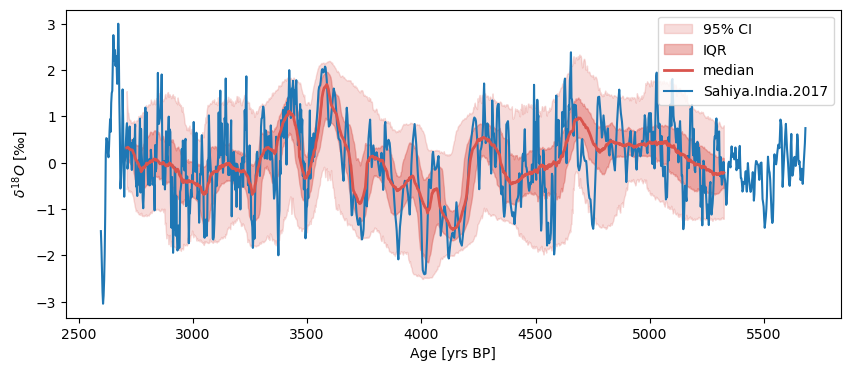 3
2
1
0
−1
−2
−3
δ¹⁸O [‰]
95% CI
IQR
median
Sahiya.India.2017
2500 3000 3500 4000 4500 5000 5500
Age [yrs BP]